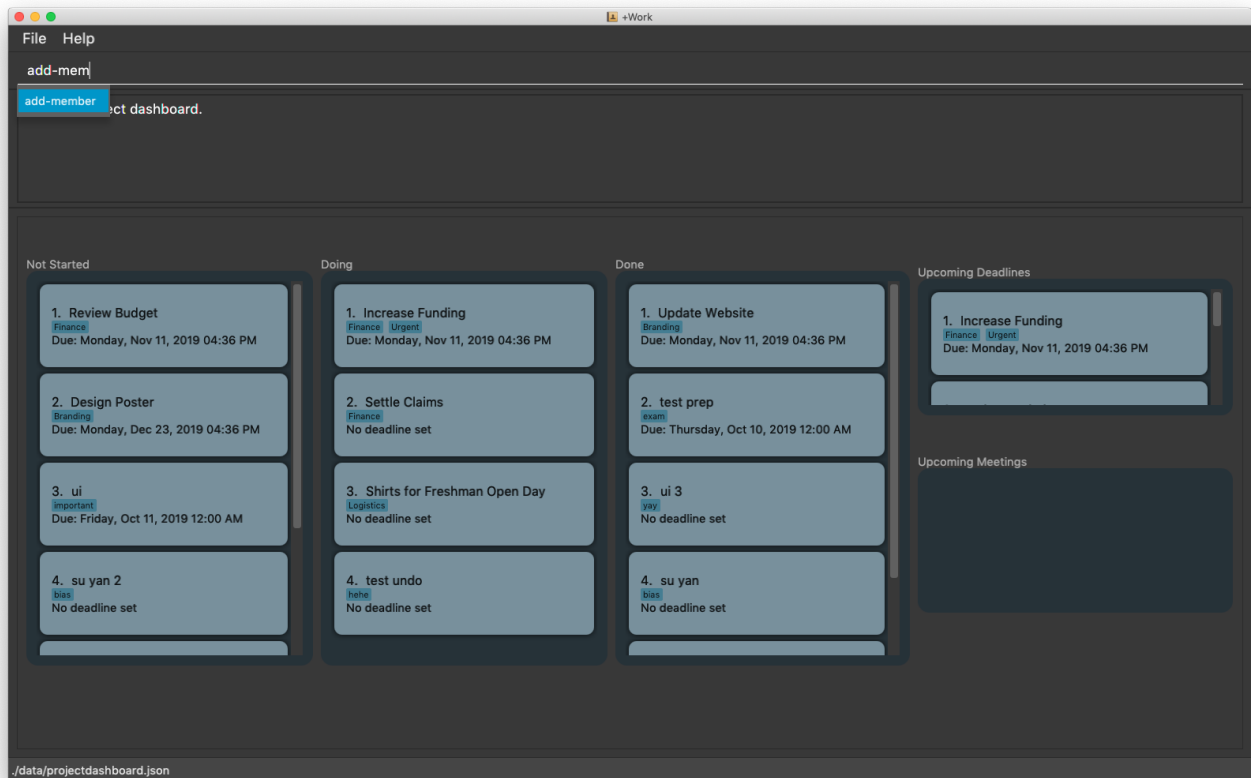 +Work
File Help
add-mem
add-member
ect dashboard.
Not Started
1. Review Budget
Finance
Due: Monday, Nov 11, 2019 04:36 PM
2. Design Poster
Branding
Due: Monday, Dec 23, 2019 04:36 PM
3. ui
important
Due: Friday, Oct 11, 2019 12:00 AM
4. su yan 2
bias
No deadline set
Doing
1. Increase Funding
Finance Urgent
Due: Monday, Nov 11, 2019 04:36 PM
2. Settle Claims
Finance
No deadline set
3. Shirts for Freshman Open Day
Logistics
No deadline set
4. test undo
hehe
No deadline set
Done
1. Update Website
Branding
Due: Monday, Nov 11, 2019 04:36 PM
2. test prep
exam
Due: Thursday, Oct 10, 2019 12:00 AM
3. ui 3
yay
No deadline set
4. su yan
bias
No deadline set
Upcoming Deadlines
1. Increase Funding
Finance Urgent
Due: Monday, Nov 11, 2019 04:36 PM
Upcoming Meetings
./data/projectdashboard.json